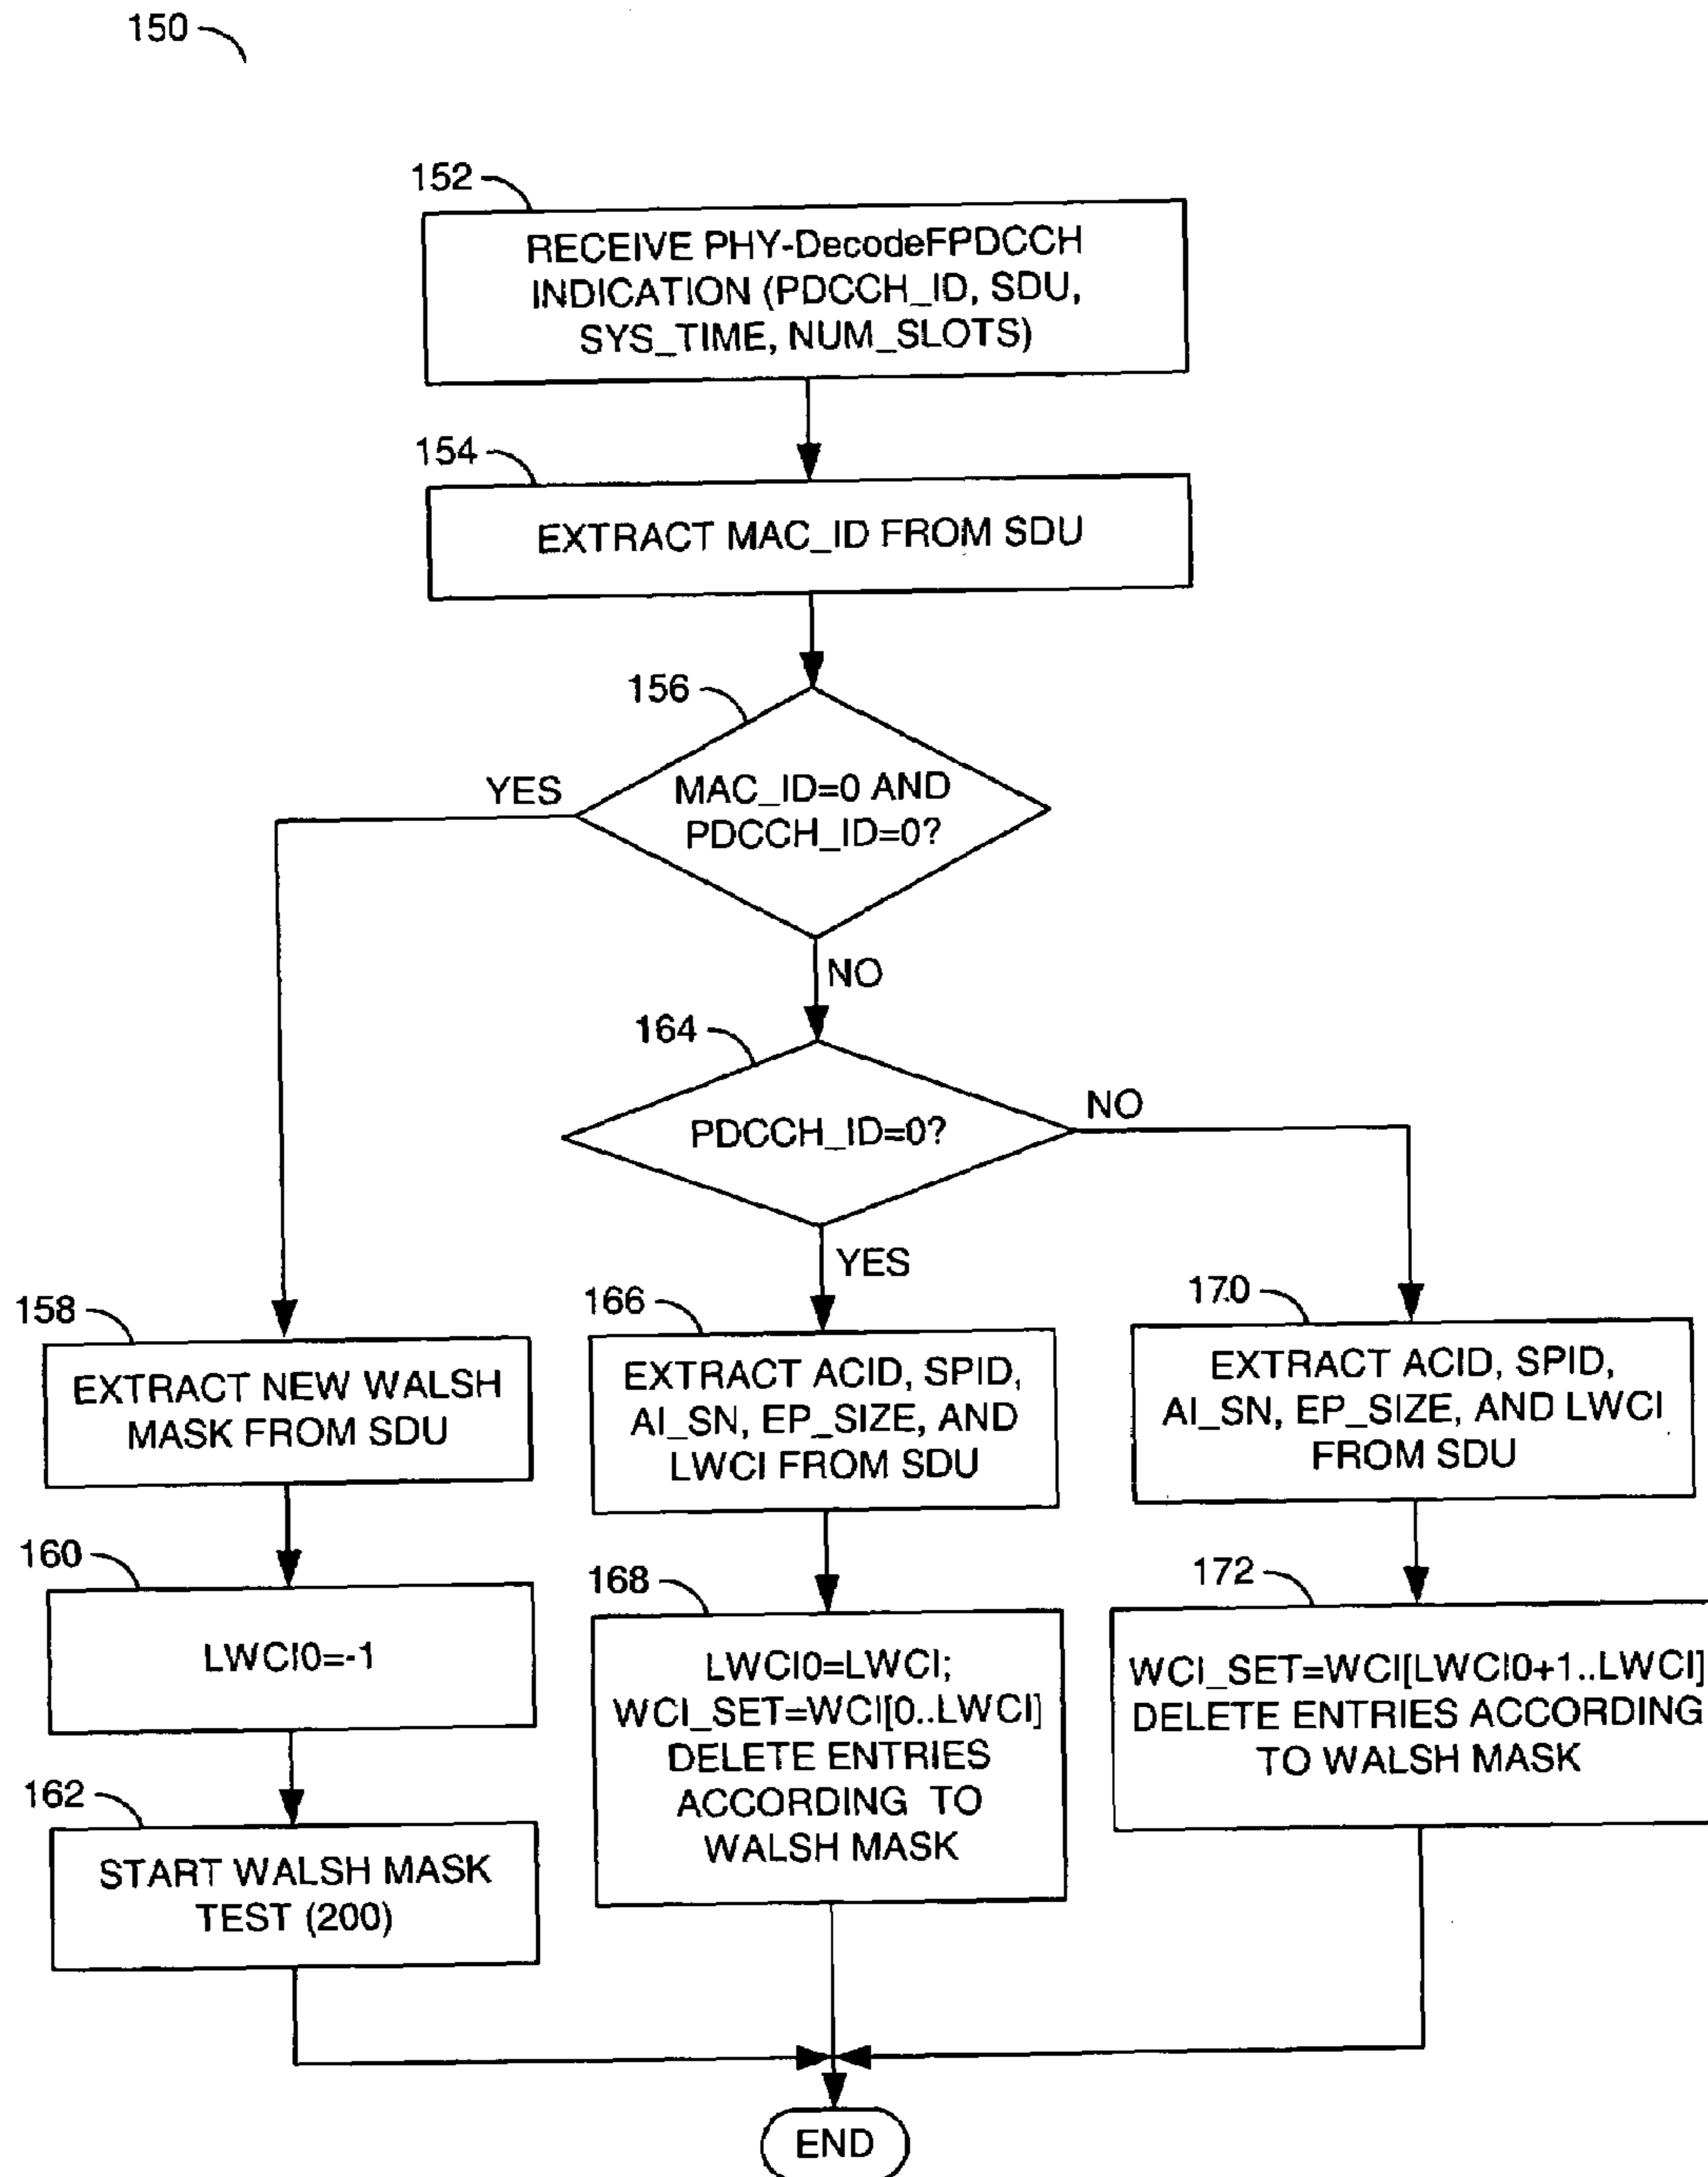 150
152
RECEIVE PHY-DecodeFPDCCH
INDICATION (PDCCH_ID, SDU,
SYS_TIME, NUM_SLOTS)
154
EXTRACT MAC_ID FROM SDU
156
MAC_ID=0 AND
PDCCH_ID=0?
YES
NO
164
PDCCH_ID=0?
NO
YES
158
EXTRACT NEW WALSH
MASK FROM SDU
166
EXTRACT ACID, SPID,
AI_SN, EP_SIZE, AND
LWCI FROM SDU
170
EXTRACT ACID, SPID,
AI_SN, EP_SIZE, AND LWCI
FROM SDU
160
LWCI0=-1
168
LWCI0=LWCI;
WCI_SET=WCI[0..LWCI]
DELETE ENTRIES
ACCORDING TO
WALSH MASK
172
WCI_SET=WCI[LWCI0+1..LWCI]
DELETE ENTRIES ACCORDING
TO WALSH MASK
162
START WALSH MASK
TEST (200)
END